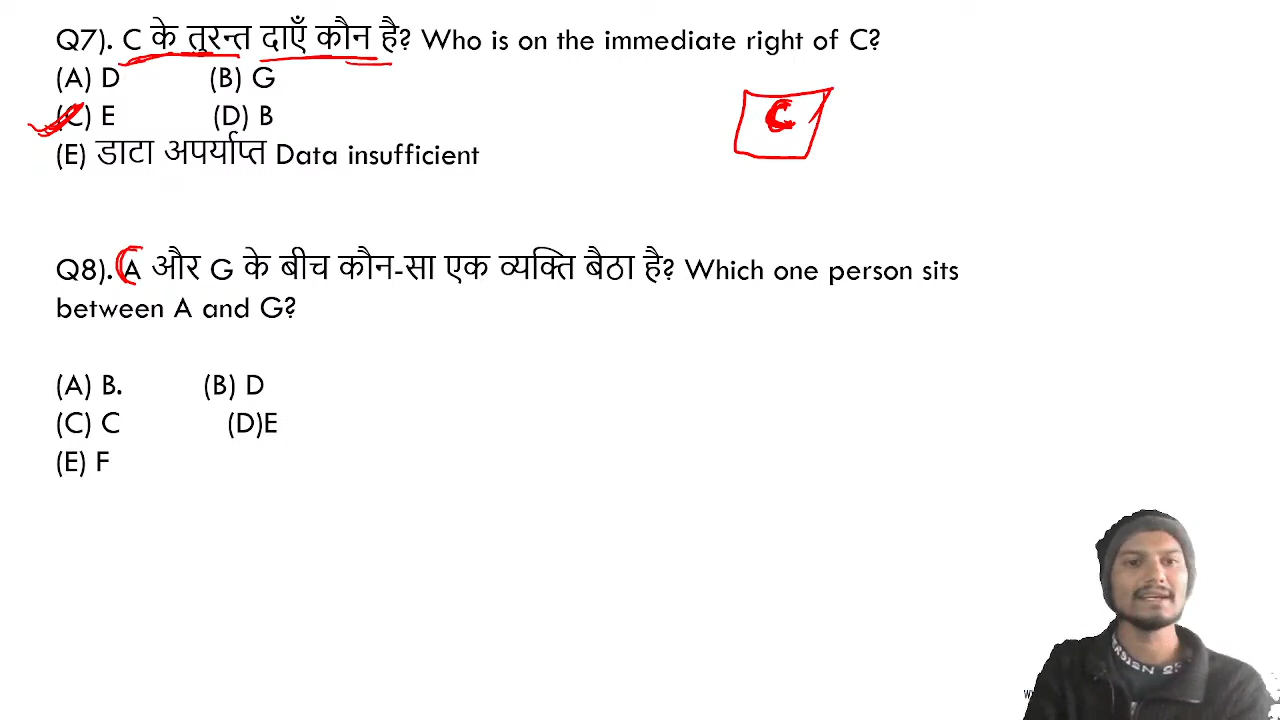 Q7). C के तुरन्त दाएँ कौन है? Who is on the immediate right of C?
(A) D (B) G
(C) E (D) B
(E) डाटा अपर्याप्त Data insufficient
C
Q8). A और G के बीच कौन-सा एक व्यक्ति बैठा है? Which one person sits
between A and G?
(A) B. (B) D
(C) C (D)E
(E) F